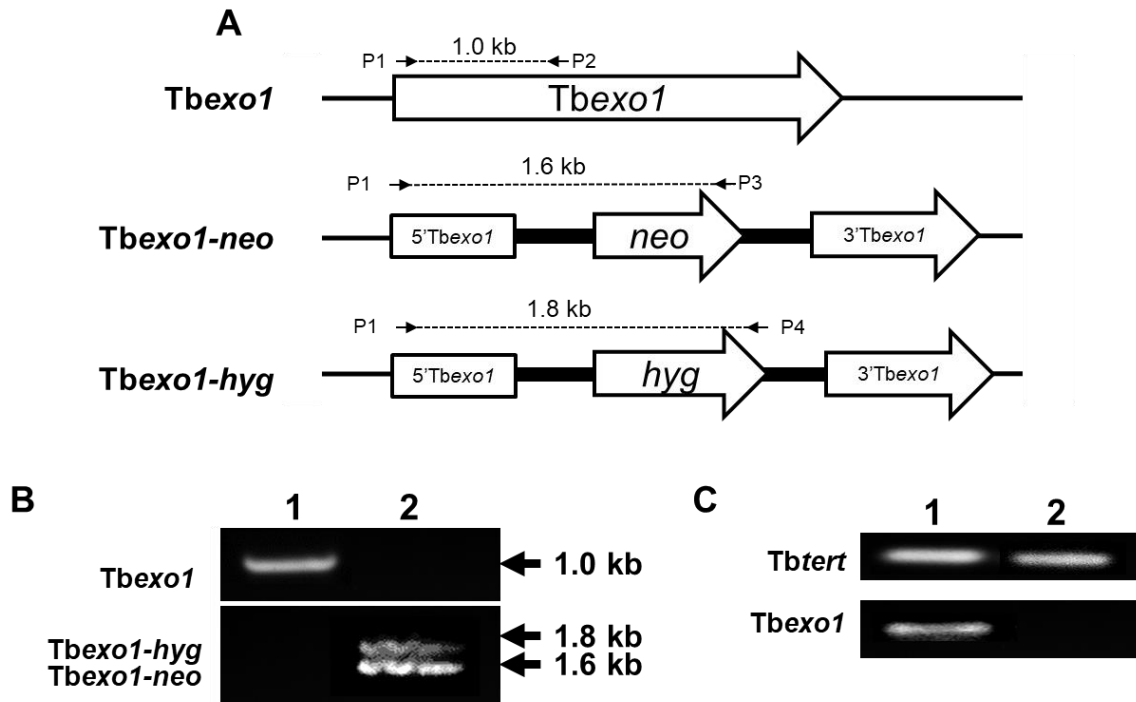 A
1.0 kb
P1 P2
Tbexo1 Tbexo1
1.6 kb
P1 P3
Tbexo1-neo 5'Tbexo1 neo 3'Tbexo1
1.8 kb
P1 P4
Tbexo1-hyg 5'Tbexo1 hyg 3'Tbexo1
B
1 2
Tbexo1 1.0 kb
Tbexo1-hyg 1.8 kb
Tbexo1-neo 1.6 kb
C
1 2
Tbtert
Tbexo1